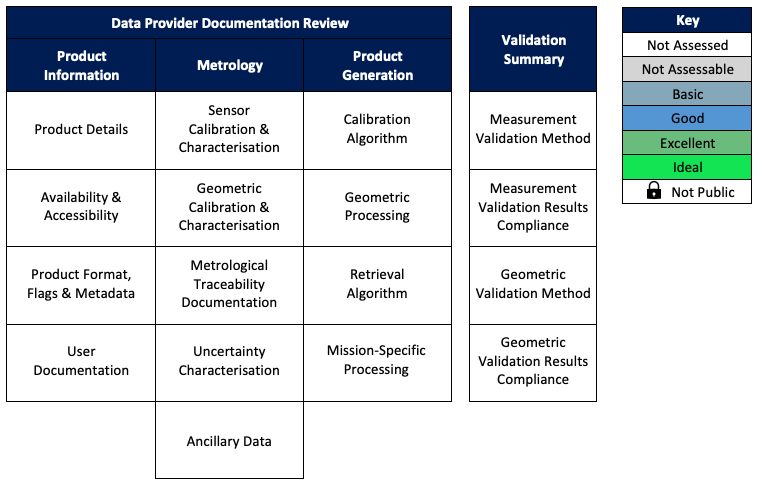 Data Provider Documentation Review
Product
Information
Metrology
Product
Generation
Product Details
Sensor
Calibration &
Characterisation
Calibration
Algorithm
Availability &
Accessibility
Geometric
Calibration &
Characterisation
Geometric
Processing
Product Format,
Flags & Metadata
Metrological
Traceability
Documentation
Retrieval
Algorithm
User
Documentation
Uncertainty
Characterisation
Mission-Specific
Processing
Ancillary Data
Validation
Summary
Measurement
Validation Method
Measurement
Validation Results
Compliance
Geometric
Validation Method
Geometric
Validation Results
Compliance
Key
Not Assessed
Not Assessable
Basic
Good
Excellent
Ideal
Not Public